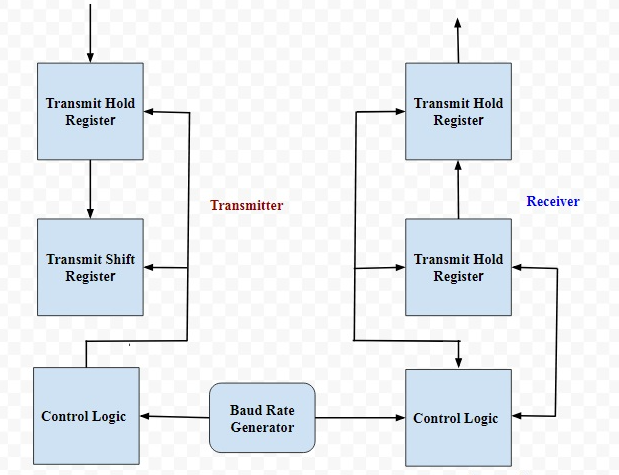 Transmit Hold
Register
Transmit Hold
Register
Transmitter
Receiver
Transmit Shift
Register
Transmit Hold
Register
Control Logic
Baud Rate
Generator
Control Logic